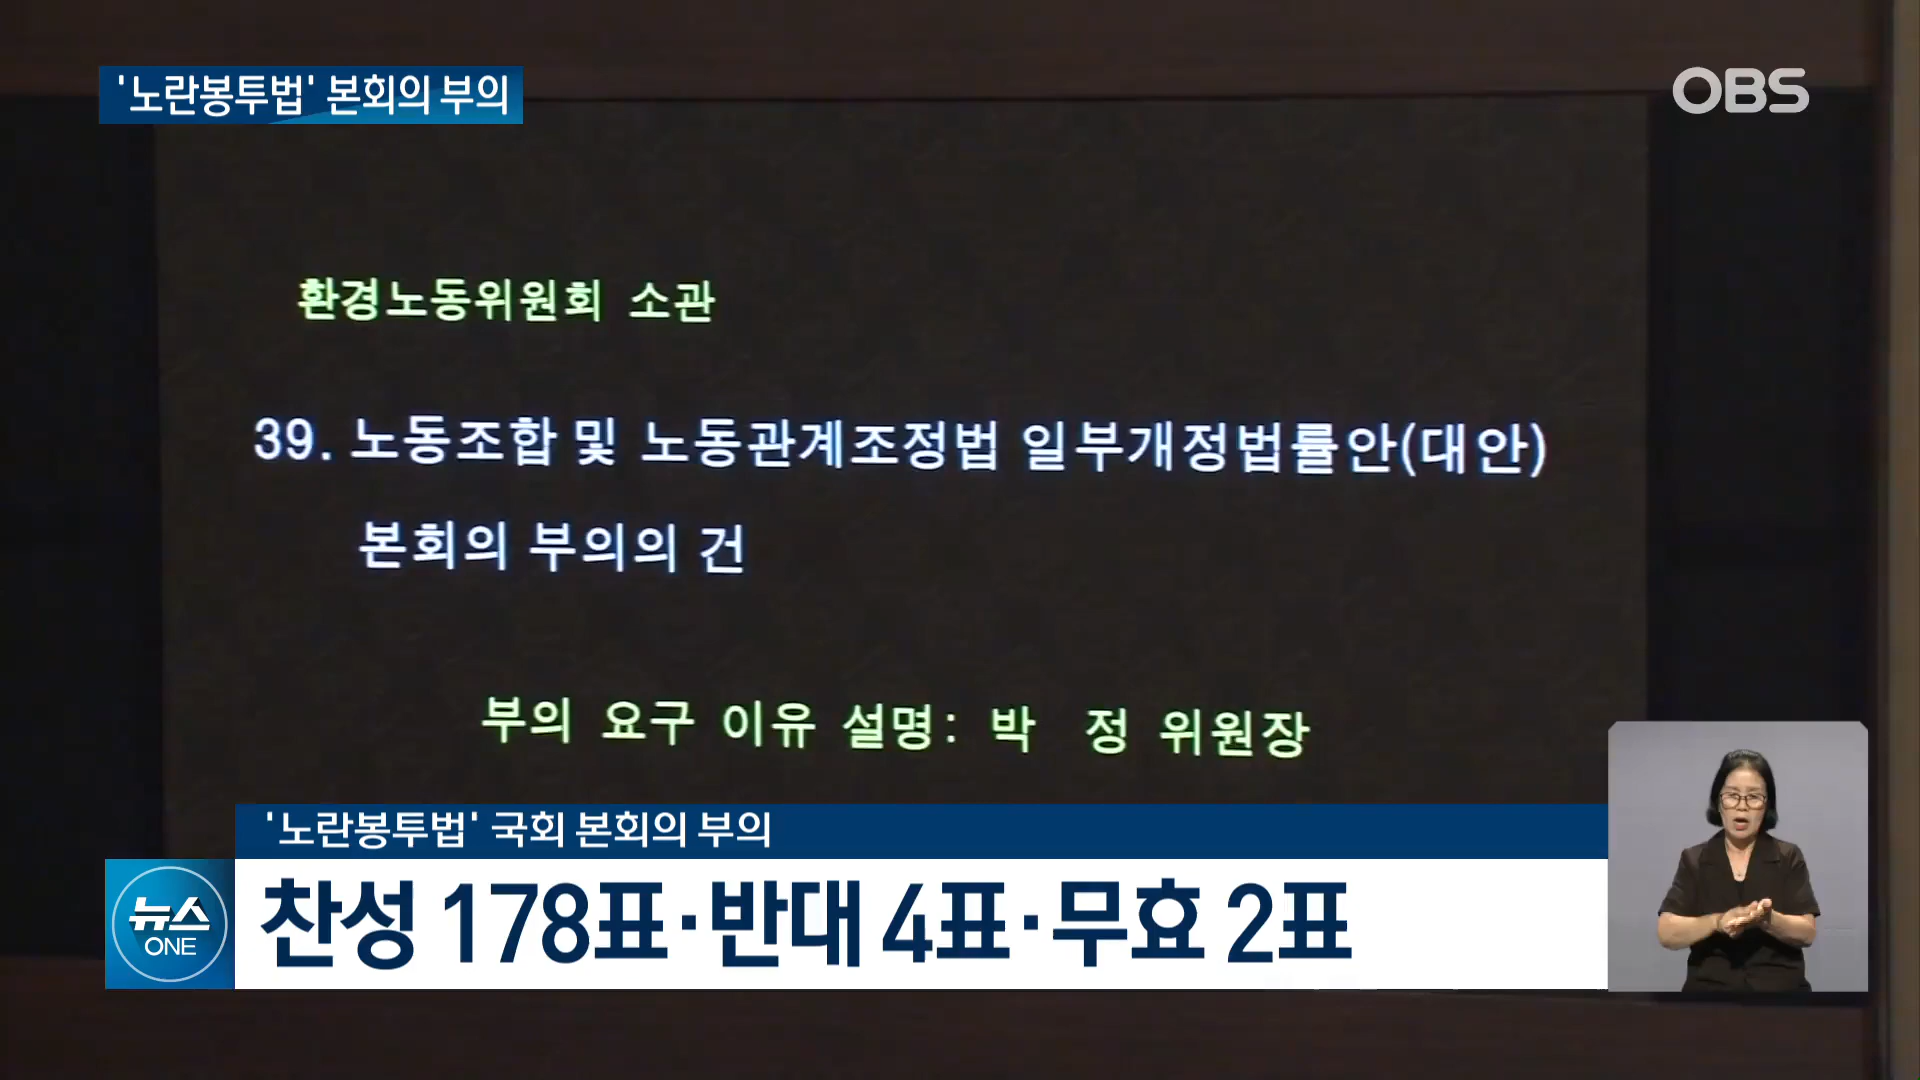 '노란봉투법' 본회의 부의
OBS
환경노동위원회 소관
39. 노동조합 및 노동관계조정법 일부개정법률안(대안)
본회의 부의의 건
부의 요구 이유 설명: 박 정 위원장
'노란봉투법' 국회 본회의 부의
뉴스
ONE
찬성 178표·반대 4표·무효 2표